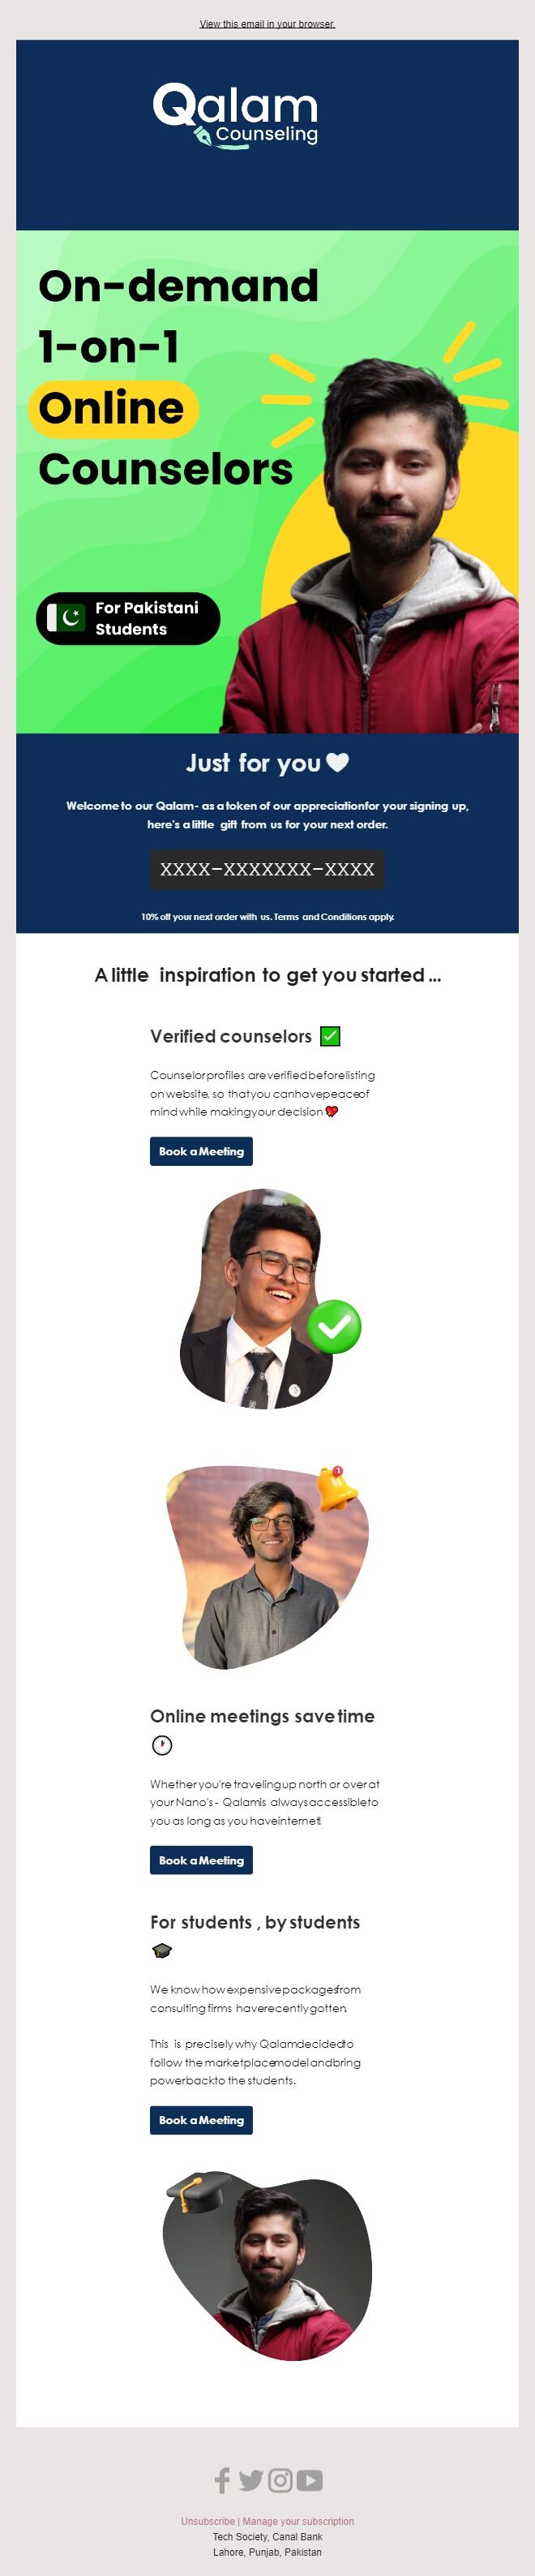 View this email in your browser.
Qalam
Counseling
On-demand
1-on-1
Online
Counselors
For Pakistani
Students
Just for you
Welcome to our Qalam- as a token of our appreciation for your signing up,
here's a little gift from us for your next order.
XXXX-XXXXXXX-XXXX
10% off your next order with us. Terms and Conditions apply.
A little inspiration to get you started ...
Verified counselors
Counselor profiles are verified before listing
on website, so that you can have peace of
mind while making your decision
Book a Meeting
1
Online meetings save time
Whether you're traveling up north or over at
your Nano's - Qalam is always accessible to
you as long as you have internet!
Book a Meeting
For students , by students
We know how expensive packages from
consulting firms have recently gotten.
This is precisely why Qalam decided to
follow the marketplace model and bring
power back to the students.
Book a Meeting
Unsubscribe | Manage your subscription
Tech Society, Canal Bank
Lahore, Punjab, Pakistan